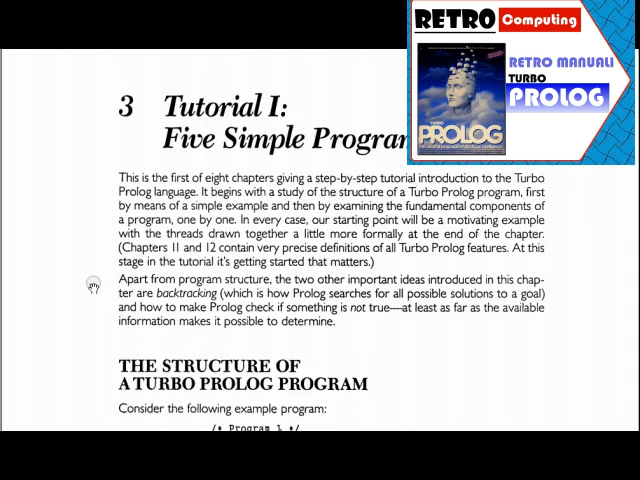 RETRO Computing
RETRO MANUALI
TURBO
PROLOG
TURBO
PROLOG
3 Tutorial I:
Five Simple Program
This is the first of eight chapters giving a step-by-step tutorial introduction to the Turbo
Prolog language. It begins with a study of the structure of a Turbo Prolog program, first
by means of a simple example and then by examining the fundamental components of
a program, one by one. In every case, our starting point will be a motivating example
with the threads drawn together a little more formally at the end of the chapter.
(Chapters 11 and 12 contain very precise definitions of all Turbo Prolog features. At this
stage in the tutorial it's getting started that matters.)
Apart from program structure, the two other important ideas introduced in this chap-
ter are backtracking (which is how Prolog searches for all possible solutions to a goal)
and how to make Prolog check if something is not true—at least as far as the available
information makes it possible to determine.
THE STRUCTURE OF
A TURBO PROLOG PROGRAM
Consider the following example program:
/* Program 1 */